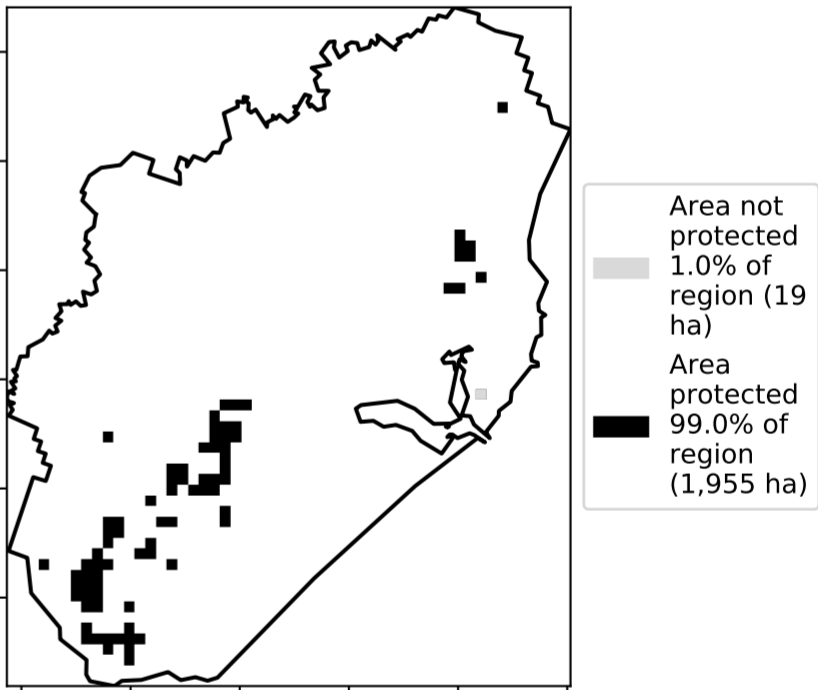 Area not
protected
1.0% of
region (19
ha)
Area
protected
99.0% of
region
(1,955 ha)